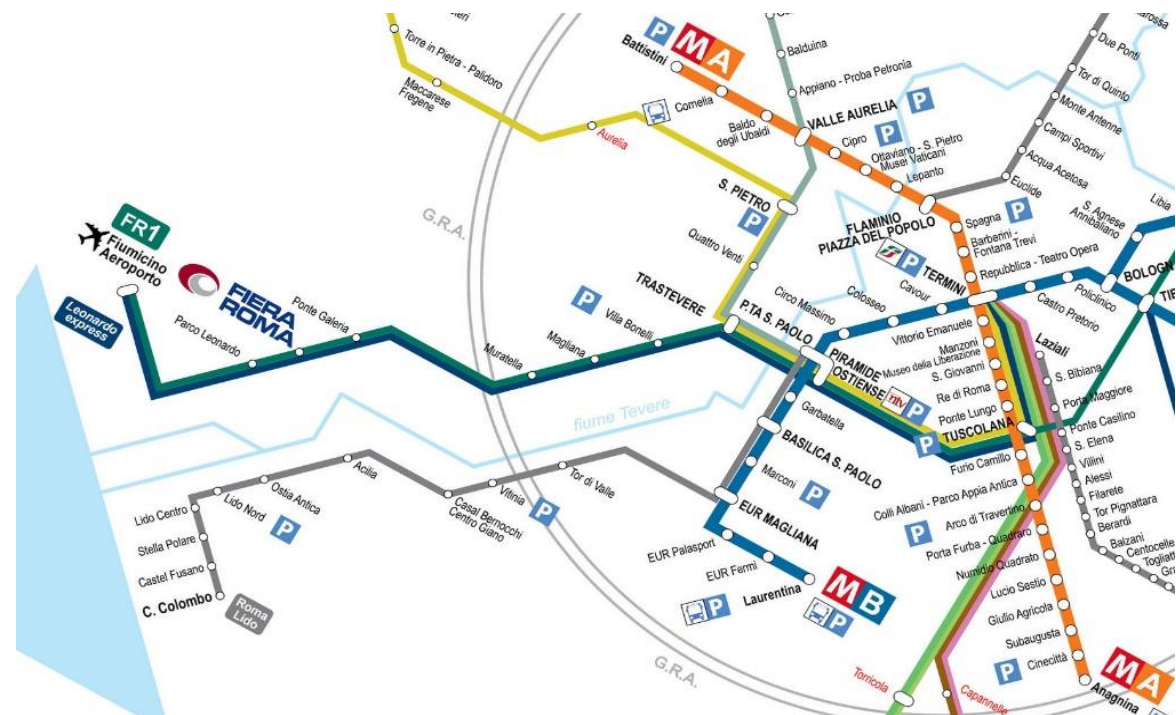 Torre in Pietra - Palidoro
Maccarese
Fregene
Aurelia
P
MA
Battistini
Cornelia
Baldo
degli Ubaldi
Balduina
Appiano - Proba Petronia
VALLE AURELIA
P
Cipro
P
Ottaviano - S. Pietro
Musei Vaticani
Lepanto
Due Ponti
Tor di Quinto
Monte Antenne
Campi Sportivi
Acqua Acetosa
Euclide
FLAMINIO
PIAZZA DEL POPOLO
Spagna
P
Barberini -
Fontana Trevi
Repubblica - Teatro Opera
S. Agnese
Annibaliano
Libia
BOLOGN
TIE
Policlinico
Castro Pretorio
P
TERMINI
Cavour
Colosseo
Circo Massimo
S. PIETRO
P
Quattro Venti
TRASTEVERE
P.TA S. PAOLO
PIRAMIDE
OSTIENSE
ntv
P
G.R.A.
FR1
Fiumicino
Aeroporto
FIERA
ROMA
Leonardo
express
Parco Leonardo
Ponte Galeria
Muratella
Magliana
P
Villa Bonelli
fiume Tevere
Vittorio Emanuele
Manzoni
Museo della Liberazione
S. Giovanni
Re di Roma
Ponte Lungo
TUSCOLANA
P
Furio Camillo
Colli Albani - Parco Appia Antica
P
Arco di Travertino
Porta Furba - Quadraro
Numidio Quadrato
Lucio Sestio
Giulio Agricola
Subaugusta
P
Cinecittà
Anagnina
MA
Laziali
S. Bibiana
Porta Maggiore
Ponte Casilino
S. Elena
Villini
Alessi
Filarete
Tor Pignattara
Berardi
Balzani
Centocelle
Togliatt
Gra
Garbatella
BASILICA S. PAOLO
Marconi
P
EUR MAGLIANA
EUR Palasport
EUR Fermi
Laurentina
P
MB
P
Lido Centro
Lido Nord
P
Ostia Antica
Acilia
Casal Bernocchi
Centro Giano
Vitinia
P
Tor di Valle
Stella Polare
Castel Fusano
C. Colombo
Roma
Lido
G.R.A.
Torricola
Capannelle